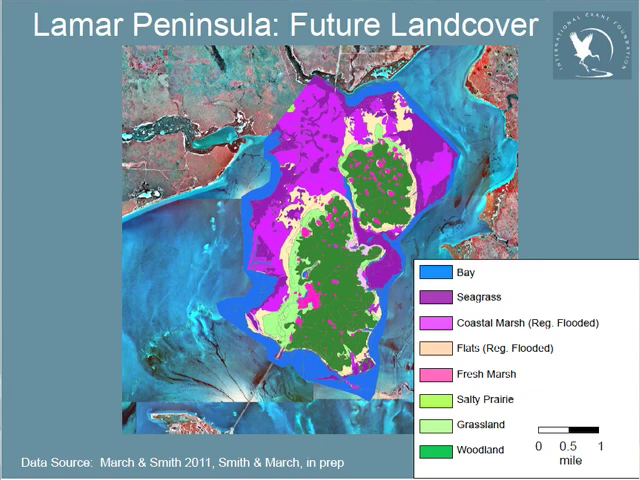 Lamar Peninsula: Future Landcover
INTERNATIONAL CRANE FOUNDATION
Bay
Seagrass
Coastal Marsh (Reg. Flooded)
Flats (Reg. Flooded)
Fresh Marsh
Salty Prairie
Grassland
Woodland
0 0.5 1
mile
Data Source: March & Smith 2011, Smith & March, in prep